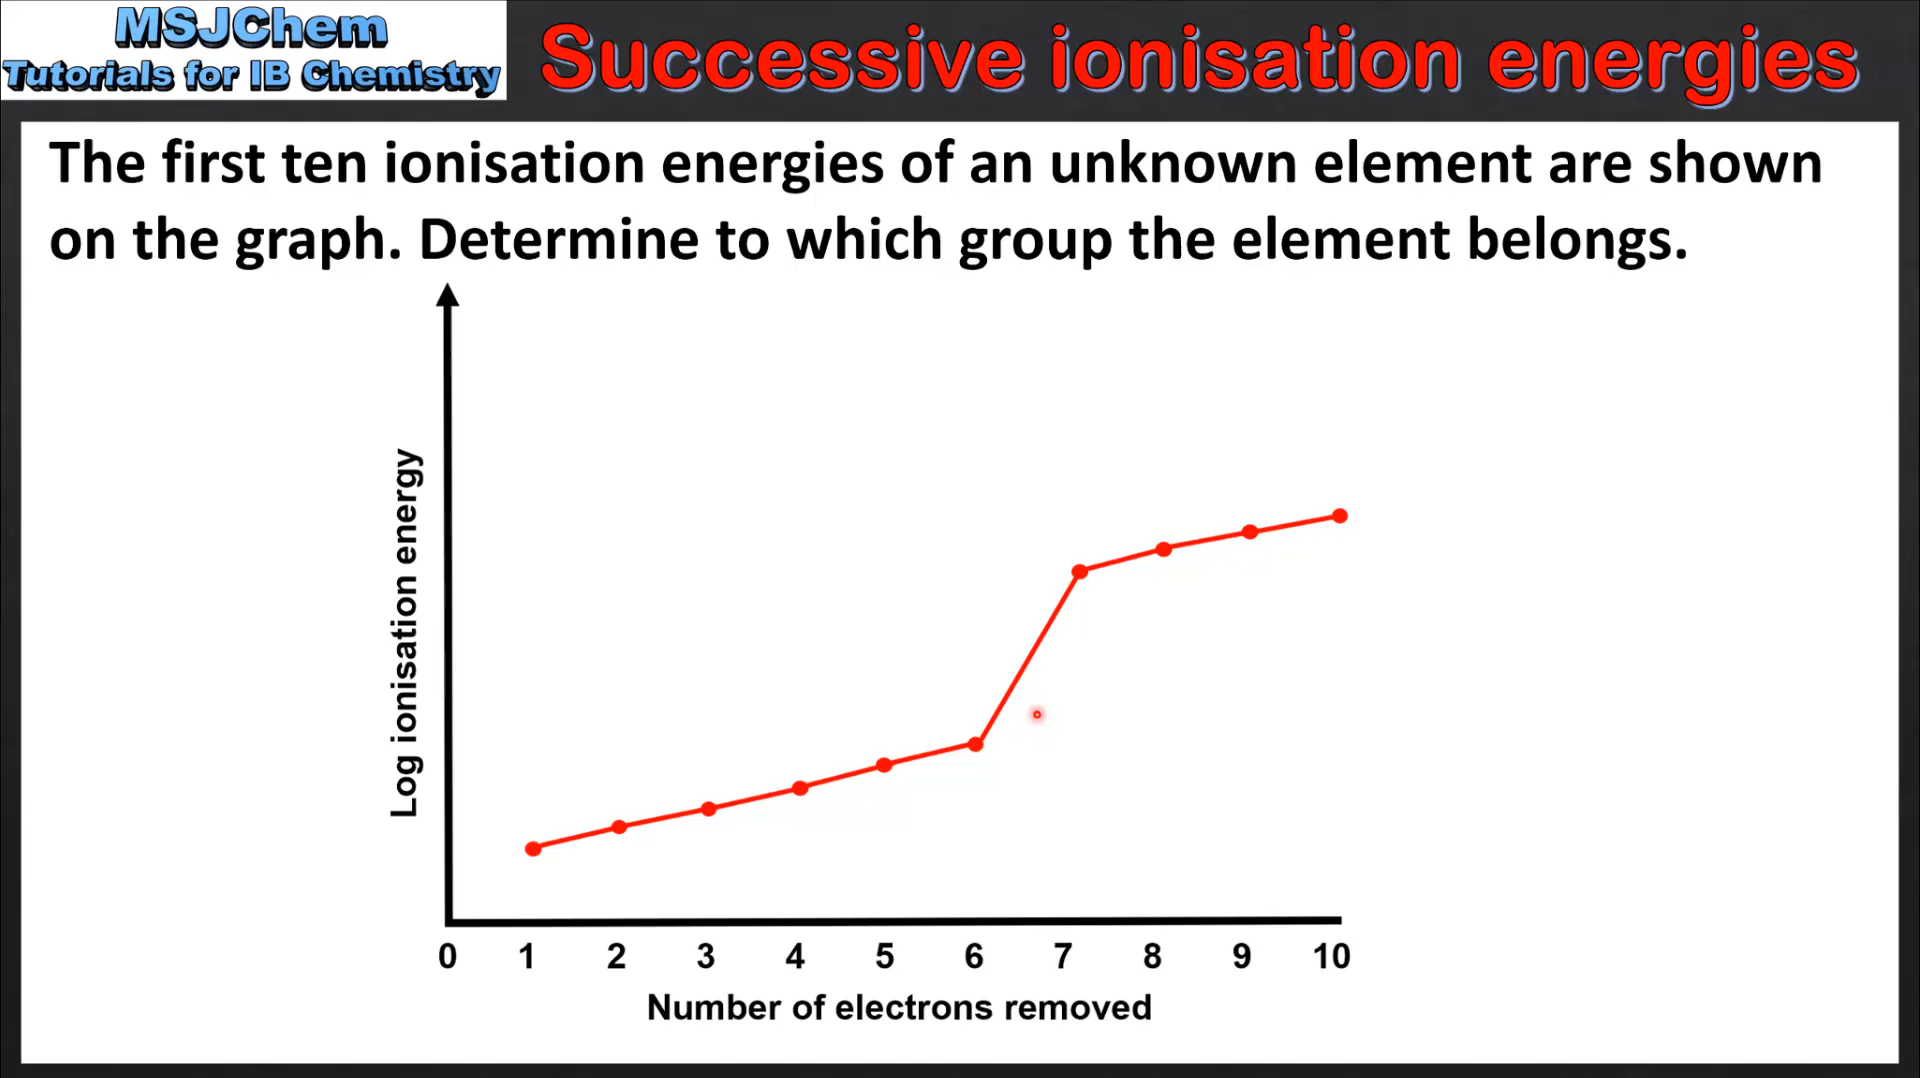 MSJChem
Tutorials for IB Chemistry
Successive ionisation energies
The first ten ionisation energies of an unknown element are shown
on the graph. Determine to which group the element belongs.
Log ionisation energy
0 1 2 3 4 5 6 7 8 9 10
Number of electrons removed